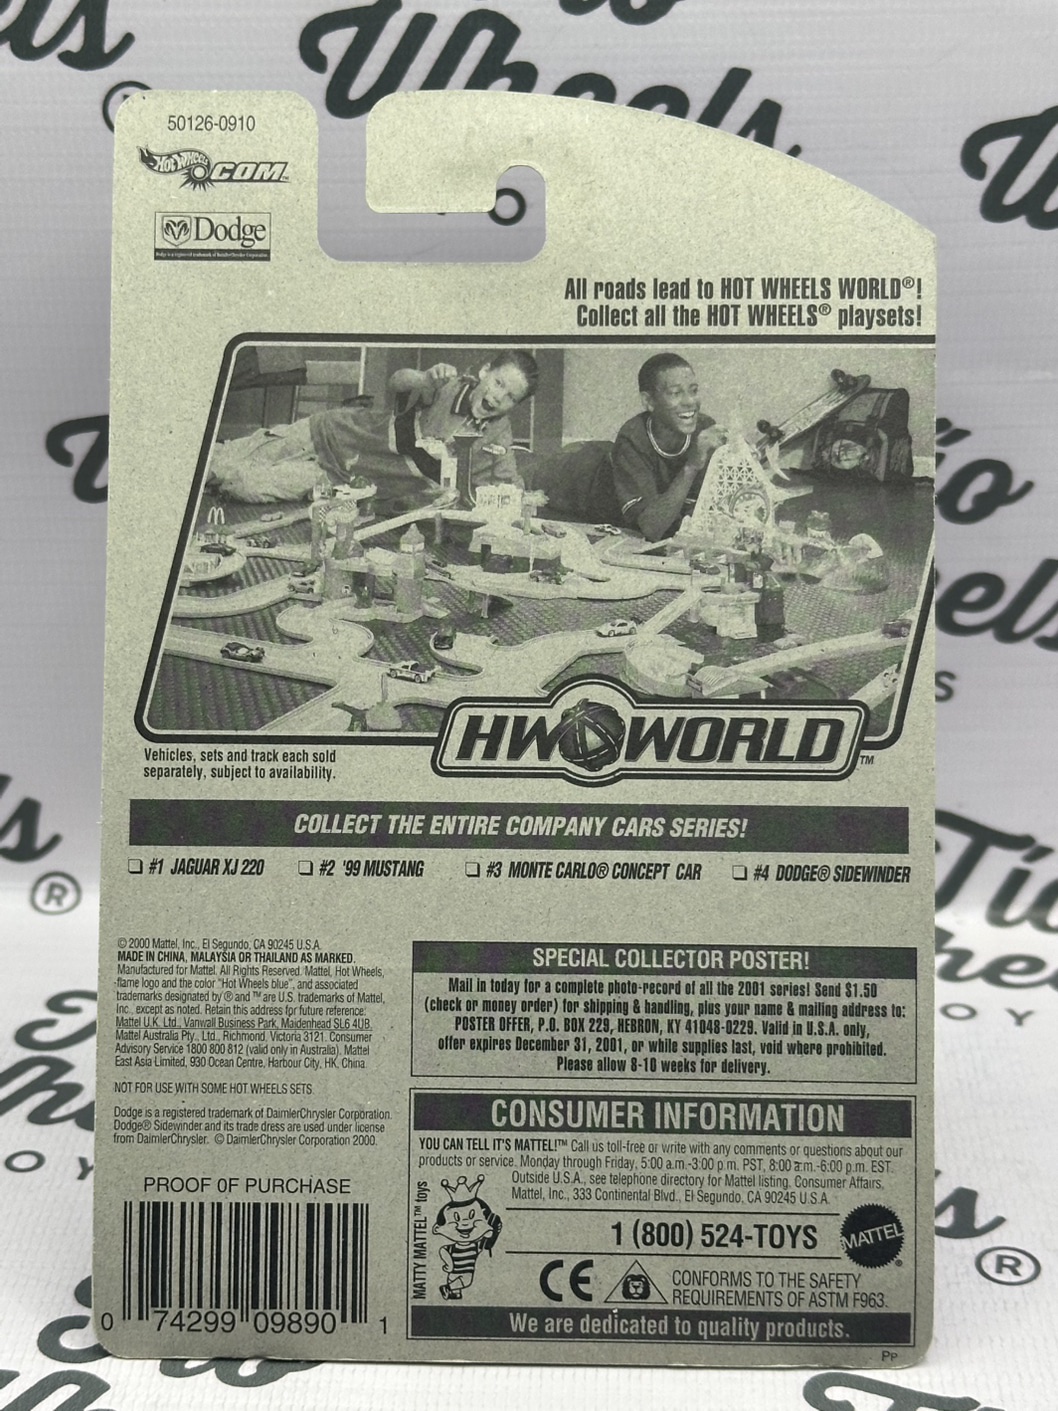 50126-0910
Hot Wheels
.COM™
Dodge
All roads lead to HOT WHEELS WORLD®!
Collect all the HOT WHEELS® playsets!
HW WORLD™
Vehicles, sets and track each sold
separately, subject to availability.
COLLECT THE ENTIRE COMPANY CARS SERIES!
☐ #1 JAGUAR XJ 220 ☐ #2 '99 MUSTANG ☐ #3 MONTE CARLO® CONCEPT CAR ☐ #4 DODGE® SIDEWINDER
© 2000 Mattel, Inc., El Segundo, CA 90245 U.S.A.
MADE IN CHINA, MALAYSIA OR THAILAND AS MARKED.
Manufactured for Mattel. All Rights Reserved. Mattel, Hot Wheels,
flame logo and the color "Hot Wheels blue", and associated
trademarks designated by ® and ™ are U.S. trademarks of Mattel,
Inc., except as noted. Retain this address for future reference:
Mattel U.K. Ltd., Vanwall Business Park, Maidenhead SL6 4UB.
Mattel Australia Pty., Ltd., Richmond, Victoria 3121. Consumer
Advisory Service 1800 800 812 (valid only in Australia). Mattel
East Asia Limited, 930 Ocean Centre, Harbour City, HK, China.
NOT FOR USE WITH SOME HOT WHEELS SETS.
Dodge is a registered trademark of DaimlerChrysler Corporation.
Dodge® Sidewinder and its trade dress are used under license
from DaimlerChrysler. © DaimlerChrysler Corporation 2000.
PROOF OF PURCHASE
0 74299 09890 1
SPECIAL COLLECTOR POSTER!
Mail in today for a complete photo-record of all the 2001 series! Send $1.50
(check or money order) for shipping & handling, plus your name & mailing address to:
POSTER OFFER, P.O. BOX 229, HEBRON, KY 41048-0229. Valid in U.S.A. only,
offer expires December 31, 2001, or while supplies last, void where prohibited.
Please allow 8-10 weeks for delivery.
CONSUMER INFORMATION
YOU CAN TELL IT'S MATTEL!™ Call us toll-free or write with any comments or questions about our
products or service. Monday through Friday, 5:00 a.m.-3:00 p.m. PST, 8:00 a.m.-6:00 p.m. EST.
Outside U.S.A., see telephone directory for Mattel listing. Consumer Affairs,
Mattel, Inc., 333 Continental Blvd., El Segundo, CA 90245 U.S.A.
MATTY MATTEL™ toys
1 (800) 524-TOYS
MATTEL®
CE
CONFORMS TO THE SAFETY
REQUIREMENTS OF ASTM F963.
We are dedicated to quality products.
PP